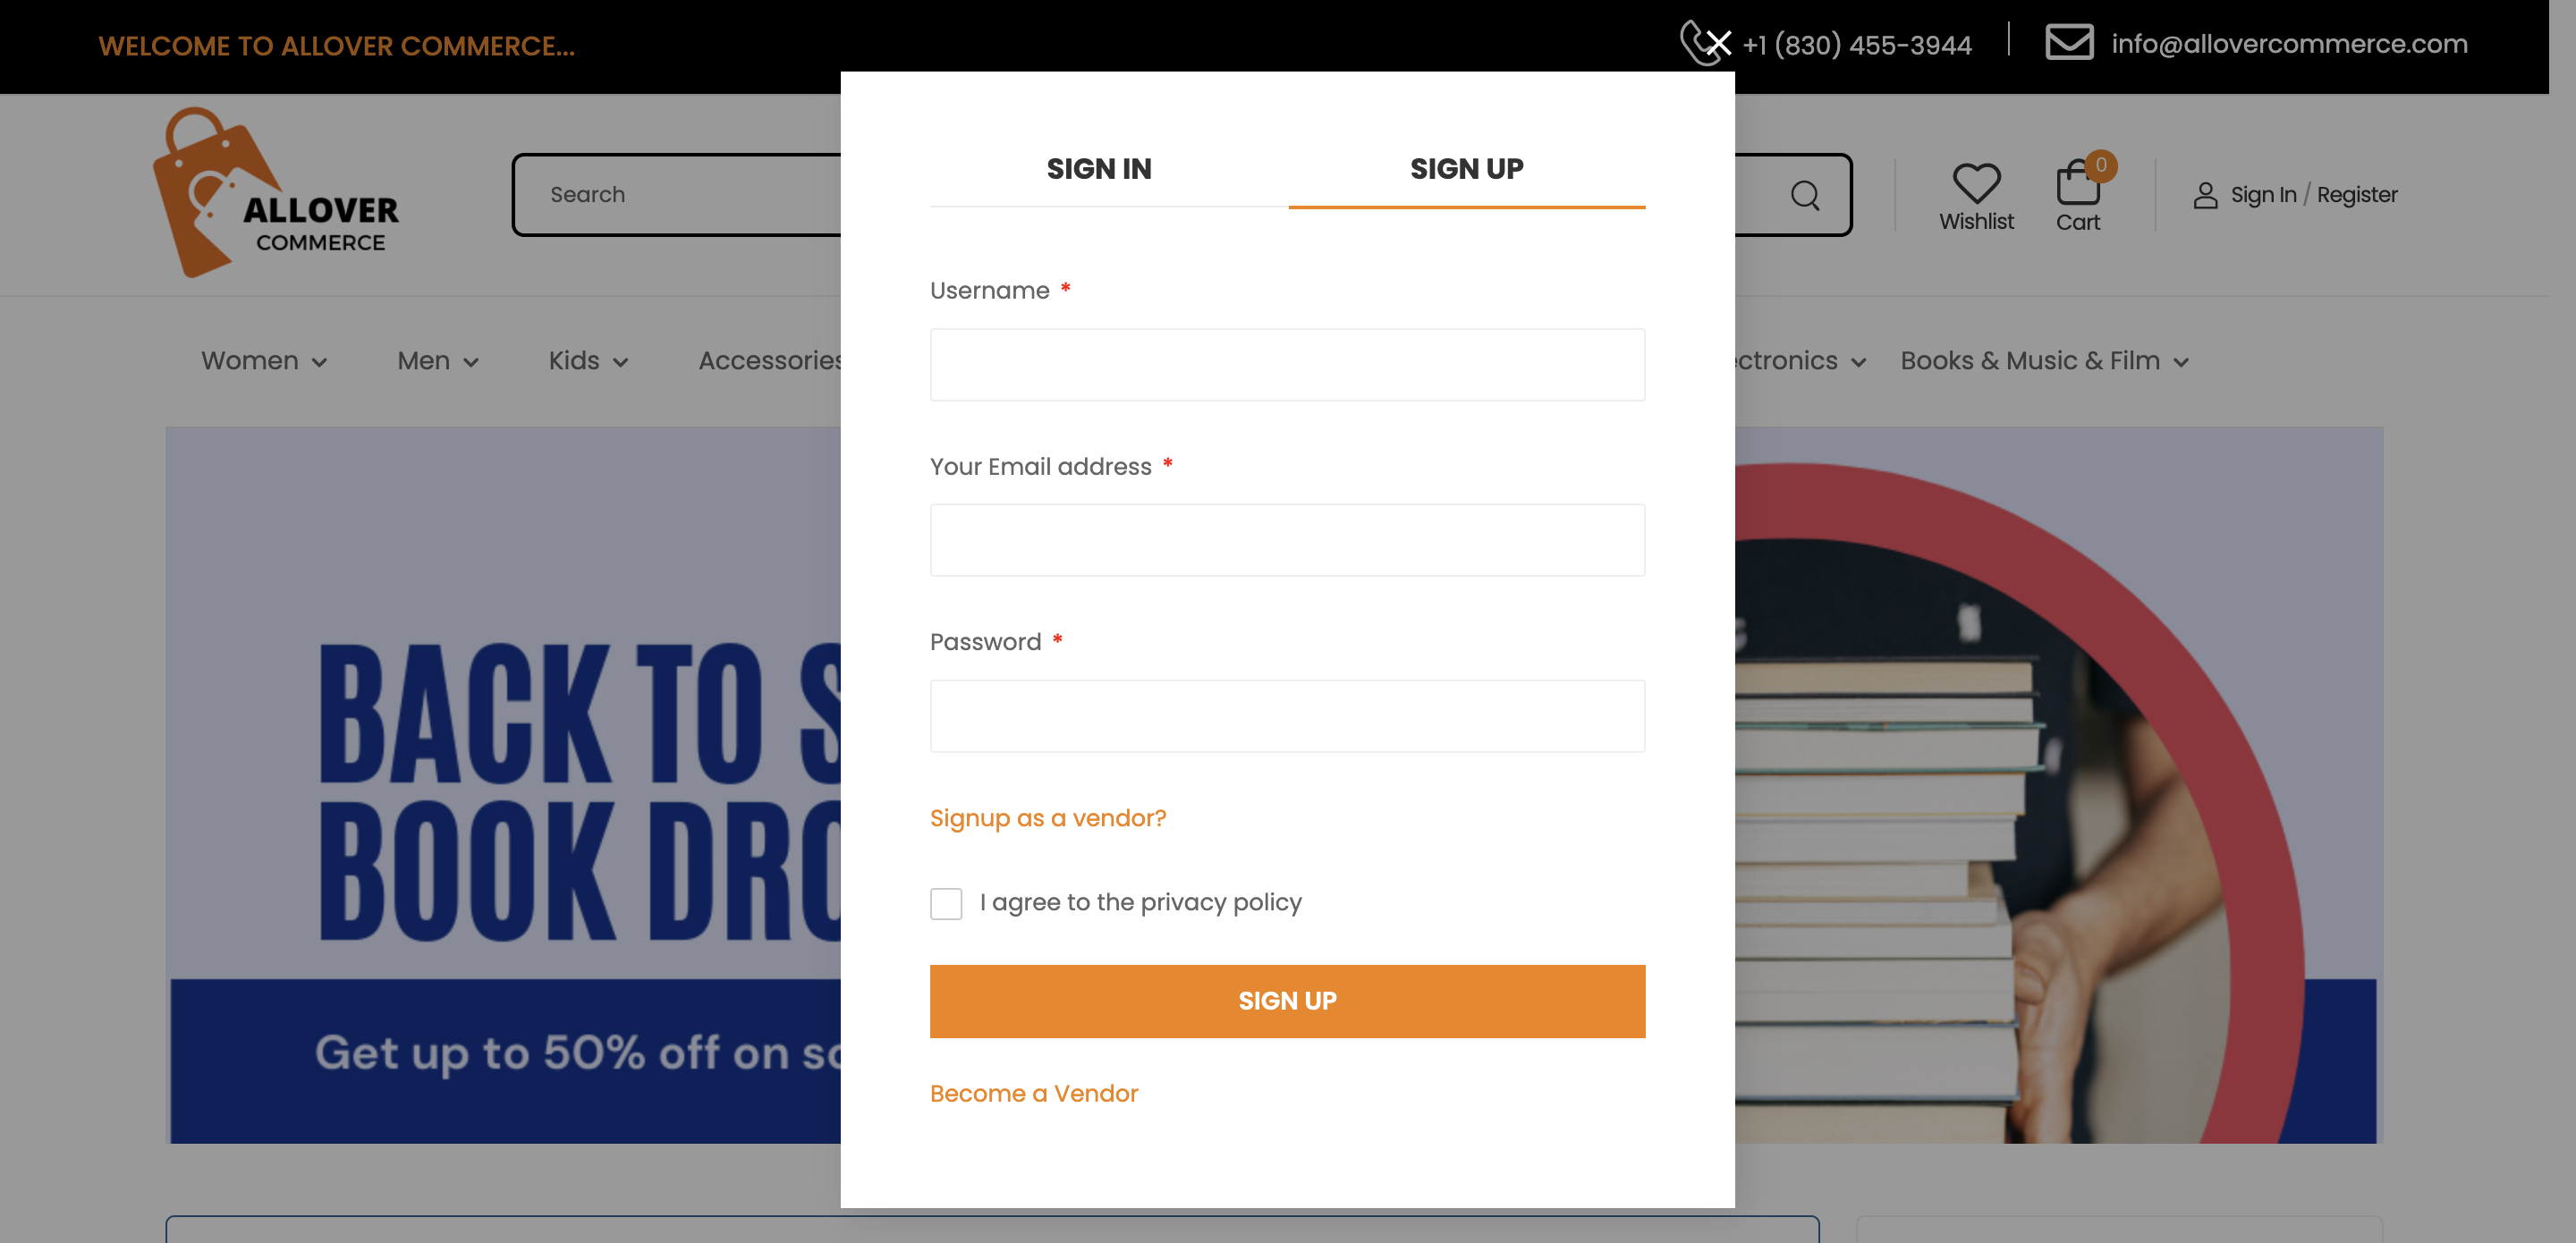 WELCOME TO ALLOVER COMMERCE...
+1 (830) 455-3944
info@allovercommerce.com
ALLOVER
COMMERCE
Search
Wishlist
0
Cart
Sign In / Register
Women
Men
Kids
Accessories
ectronics
Books & Music & Film
SIGN IN
SIGN UP
Username *
Your Email address *
Password *
Signup as a vendor?
I agree to the privacy policy
SIGN UP
Become a Vendor
BACK TO S
BOOK DRO
Get up to 50% off on sc